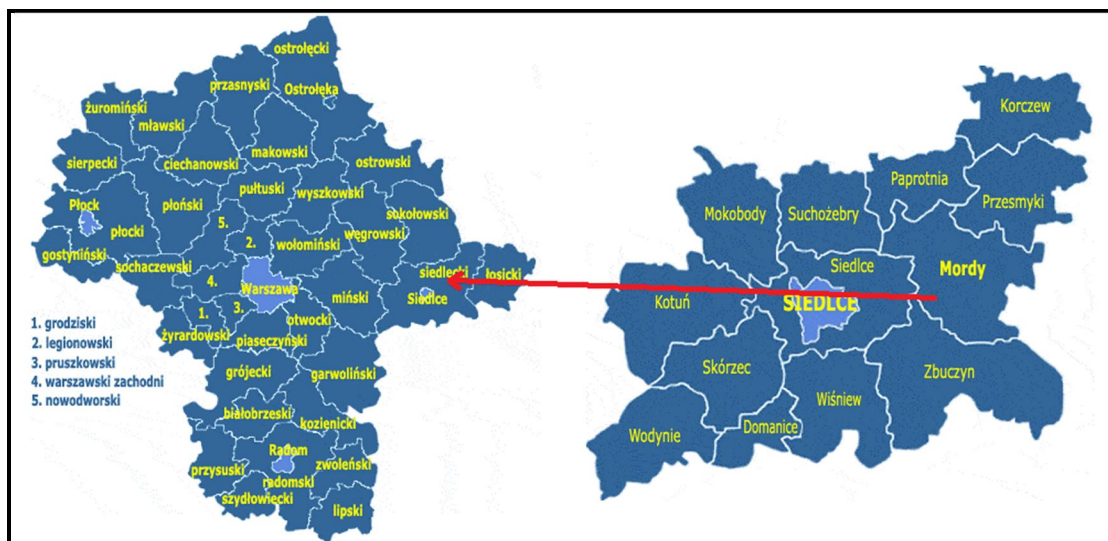 ostrołęcki
przasnyski
Ostrołęka
żuromiński
mławski
sierpecki
ciechanowski
makowski
ostrowski
Płock
płoński
pułtuski
wyszkowski
płocki
5.
sokołowski
gostyniński
2.
wołomiński
węgrowski
sochaczewski
4.
Warszawa
siedlecki
łosicki
Siedlce
miński
1.
3.
otwocki
żyrardowski
piaseczyński
1. grodziski
2. legionowski
3. pruszkowski
4. warszawski zachodni
5. nowodworski
grójecki
garwoliński
białobrzeski
kozienicki
Radom
przysuski
zwoleński
radomski
szydłowiecki
lipski
Korczew
Paprotnia
Przesmyki
Mokobody
Suchożebry
Siedlce
Mordy
Kotuń
SIEDLCE
Skórzec
Zbuczyn
Wiśniew
Domanice
Wodynie